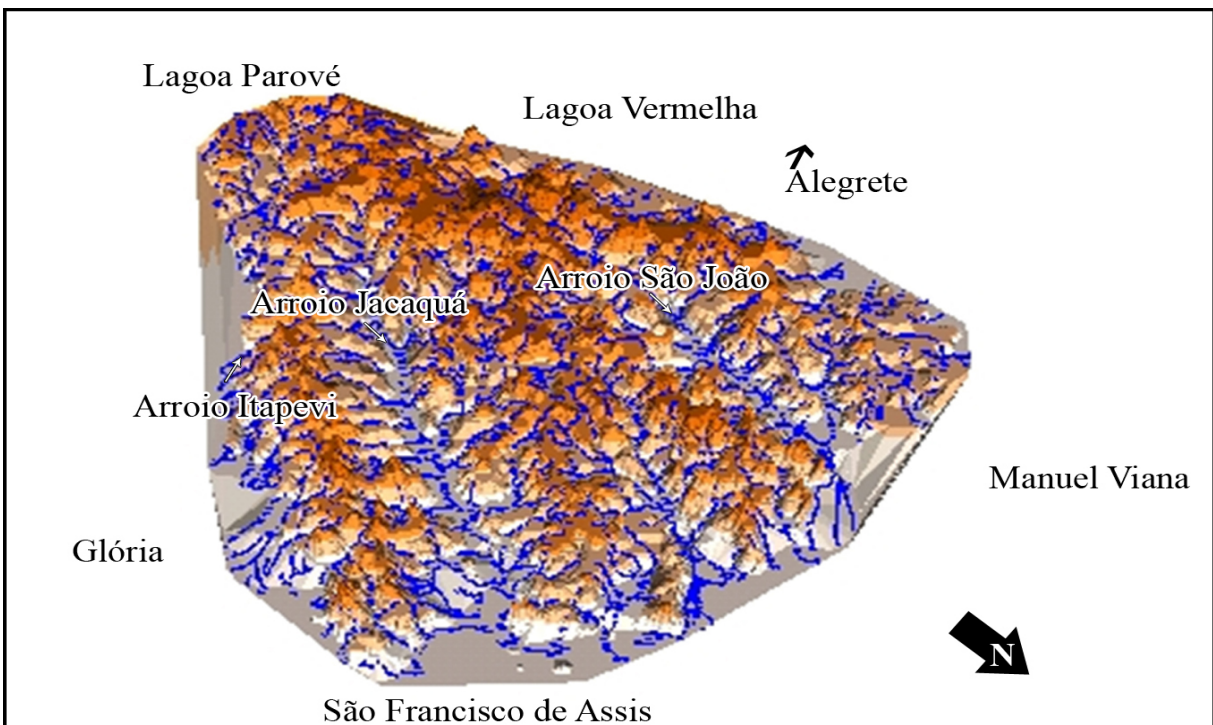 Lagoa Parové
Lagoa Vermelha
Alegrete
Arroio São João
Arroio Jacaquá
Arroio Itapevi
Manuel Viana
Glória
N
São Francisco de Assis